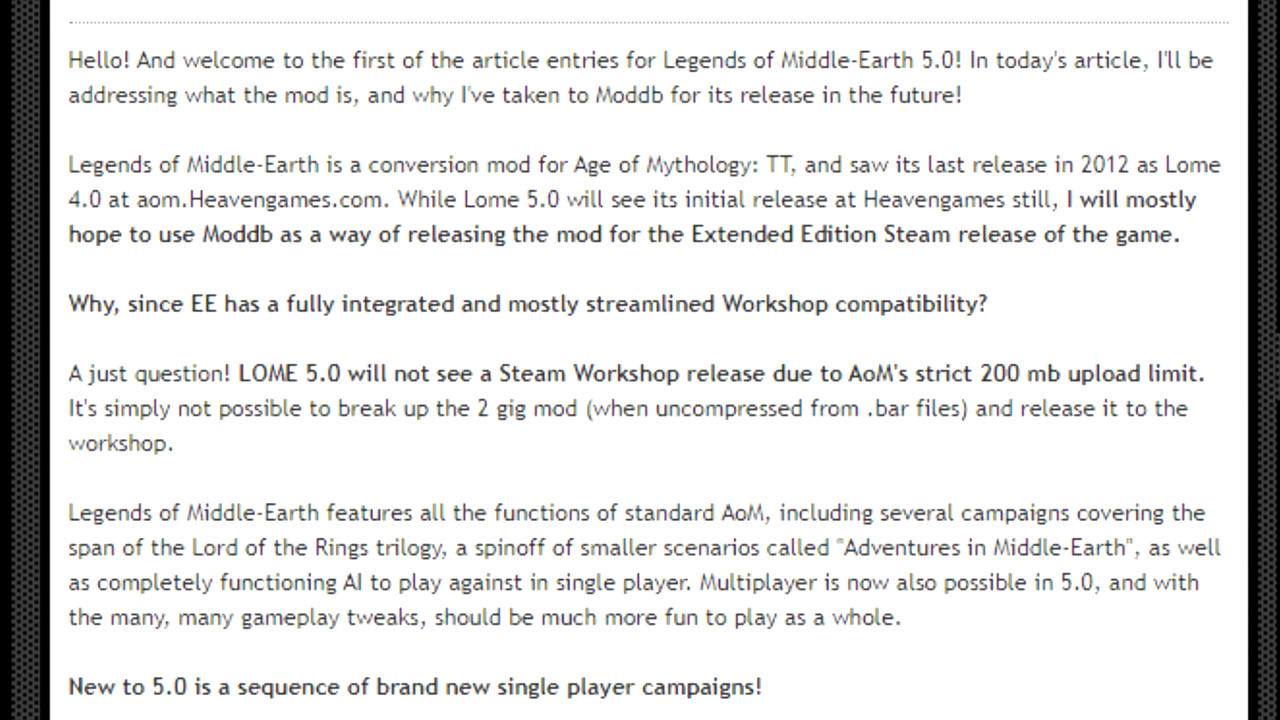 Hello! And welcome to the first of the article entries for Legends of Middle-Earth 5.0! In today's article, I'll be
addressing what the mod is, and why I've taken to Moddb for its release in the future!
Legends of Middle-Earth is a conversion mod for Age of Mythology: TT, and saw its last release in 2012 as Lome
4.0 at aom.Heavengames.com. While Lome 5.0 will see its initial release at Heavengames still, I will mostly
hope to use Moddb as a way of releasing the mod for the Extended Edition Steam release of the game.
Why, since EE has a fully integrated and mostly streamlined Workshop compatibility?
A just question! LOME 5.0 will not see a Steam Workshop release due to AoM's strict 200 mb upload limit.
It's simply not possible to break up the 2 gig mod (when uncompressed from .bar files) and release it to the
workshop.
Legends of Middle-Earth features all the functions of standard AoM, including several campaigns covering the
span of the Lord of the Rings trilogy, a spinoff of smaller scenarios called "Adventures in Middle-Earth", as well
as completely functioning AI to play against in single player. Multiplayer is now also possible in 5.0, and with
the many, many gameplay tweaks, should be much more fun to play as a whole.
New to 5.0 is a sequence of brand new single player campaigns!